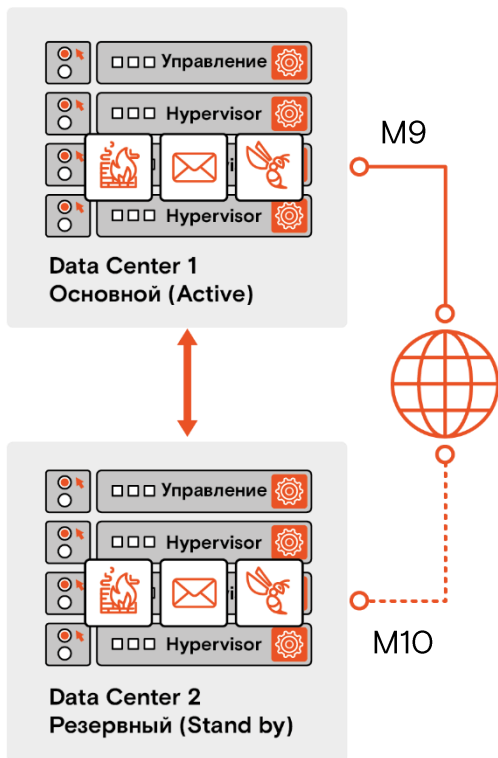 Управление
Hypervisor
Hypervisor
M9
Data Center 1
Основной (Active)
Управление
Hypervisor
Hypervisor
M10
Data Center 2
Резервный (Stand by)